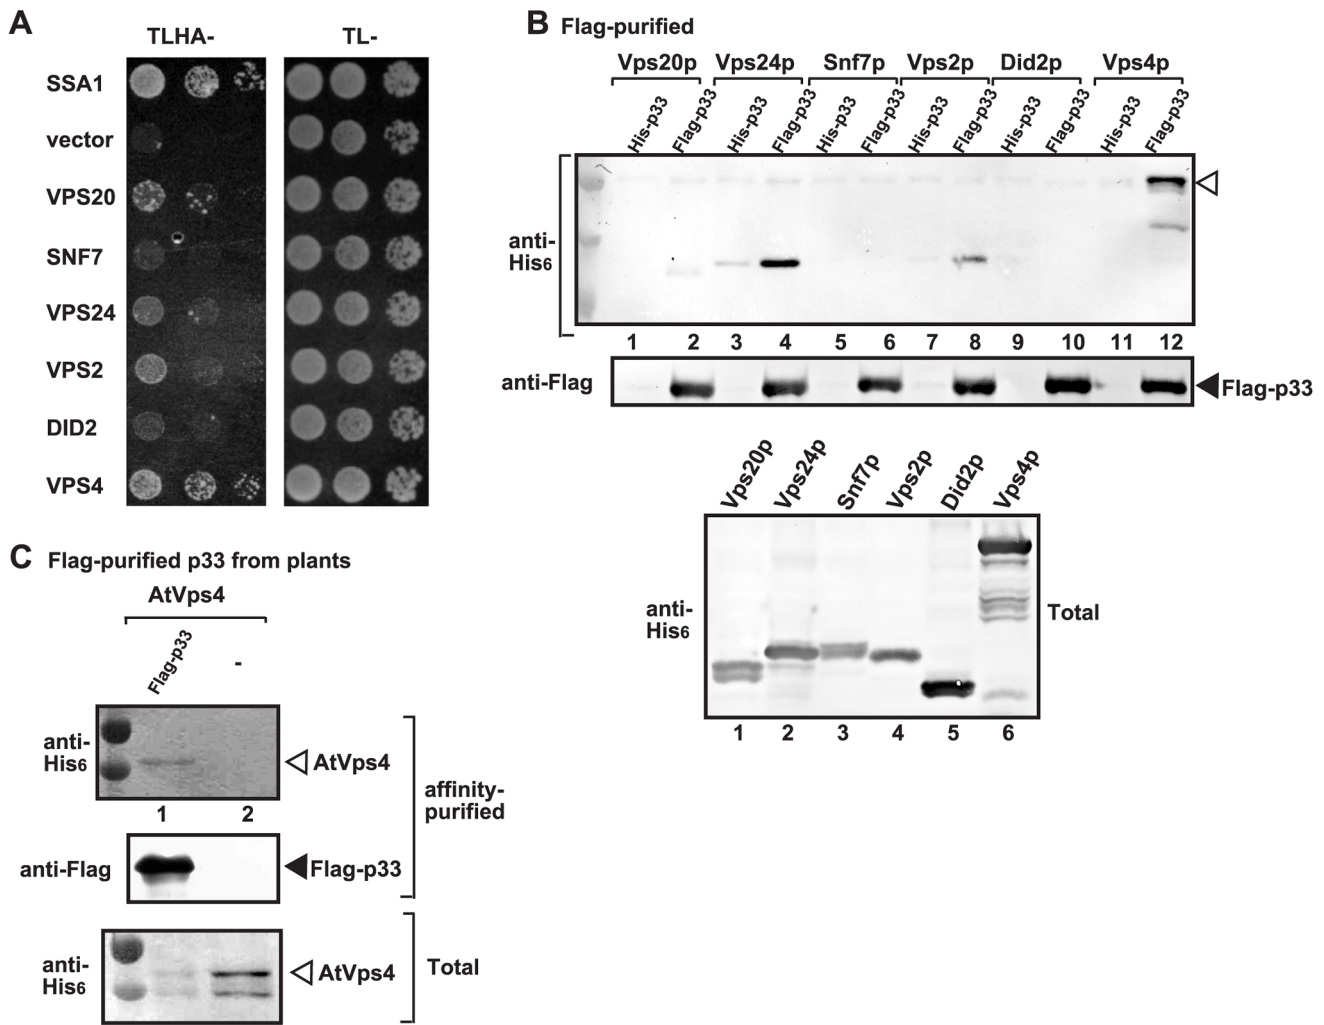 A
TLHA-
TL-
SSA1
vector
VPS20
SNF7
VPS24
VPS2
DID2
VPS4
B Flag-purified
Vps20p Vps24p Snf7p Vps2p Did2p Vps4p
His-p33 Flag-p33 His-p33 Flag-p33 His-p33 Flag-p33 His-p33 Flag-p33 His-p33 Flag-p33 His-p33 Flag-p33
anti-
His6
1 2 3 4 5 6 7 8 9 10 11 12
anti-Flag
Flag-p33
Vps20p Vps24p Snf7p Vps2p Did2p Vps4p
anti-
His6
Total
1 2 3 4 5 6
C Flag-purified p33 from plants
AtVps4
Flag-p33 -
anti-
His6
AtVps4
1 2
affinity-
purified
anti-Flag
Flag-p33
anti-
His6
AtVps4
Total